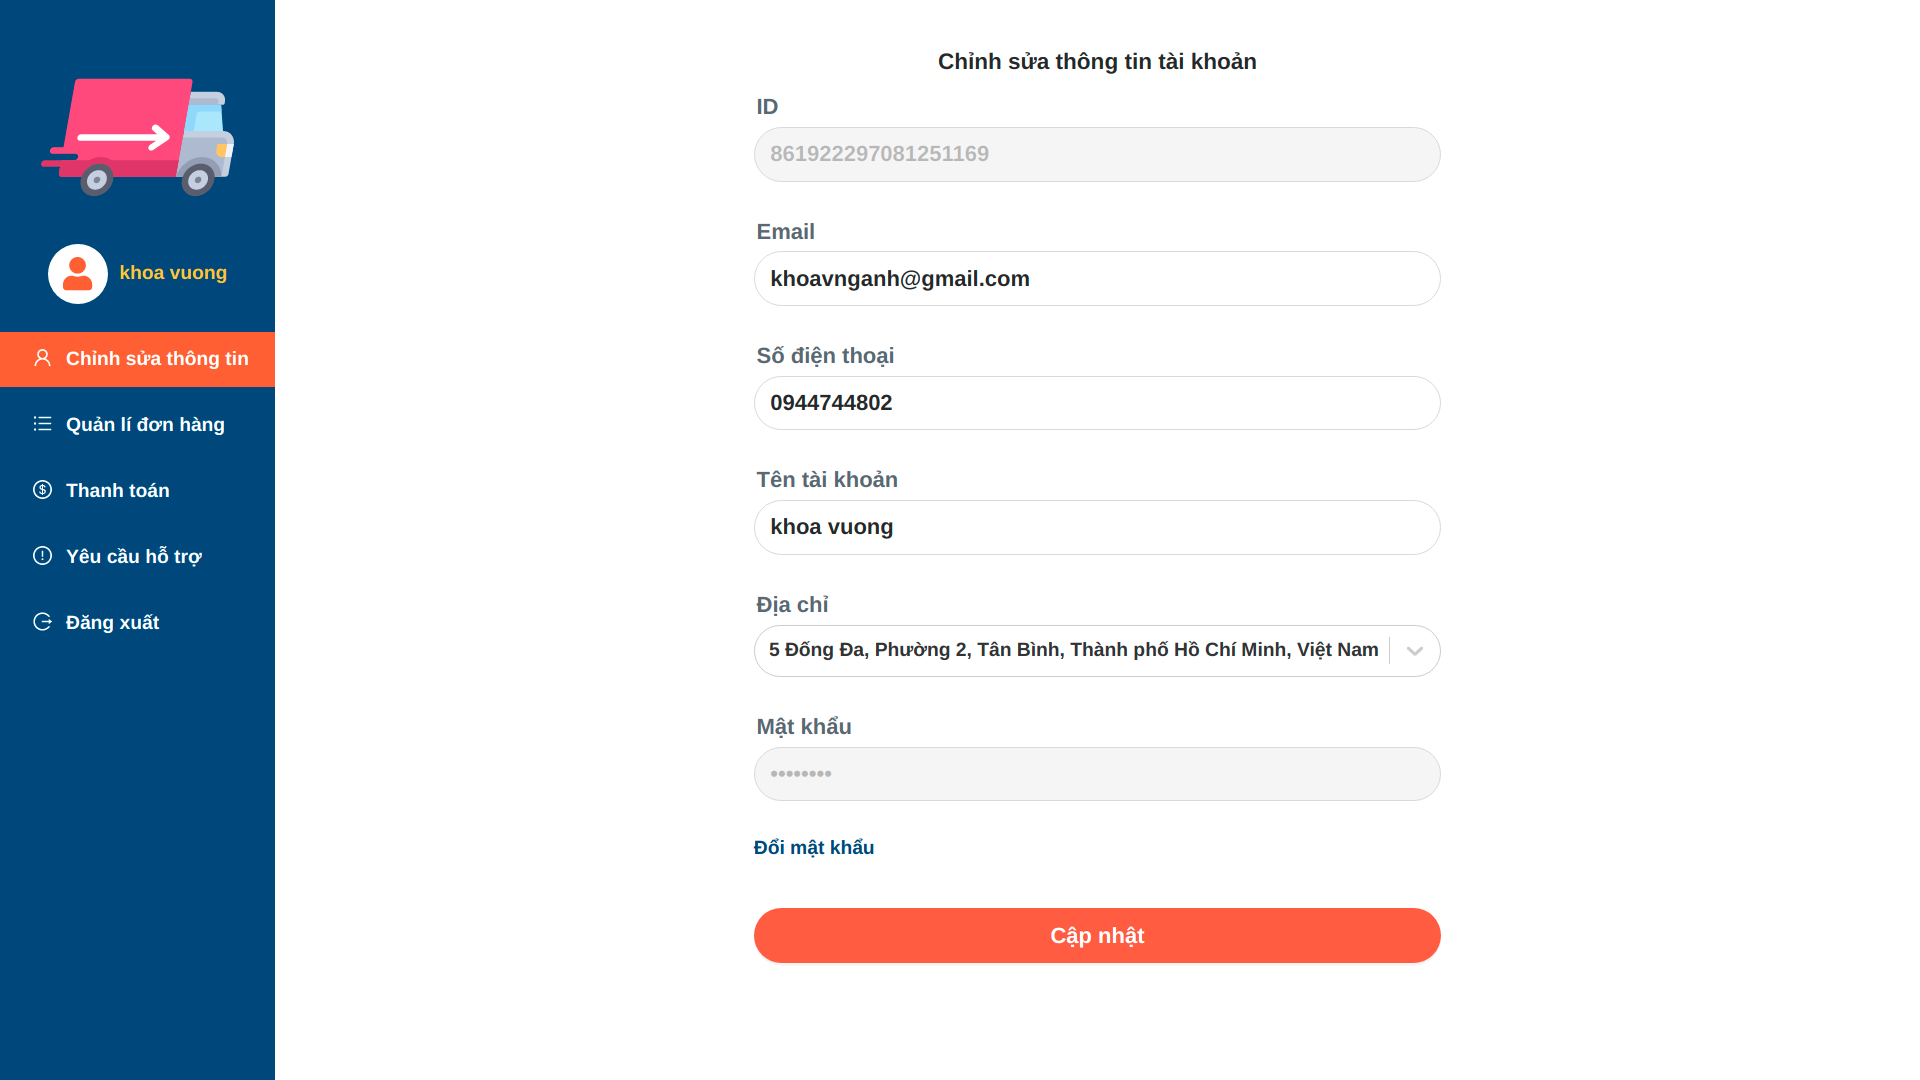 khoa vuong
Chỉnh sửa thông tin
Quản lí đơn hàng
Thanh toán
Yêu cầu hỗ trợ
Đăng xuất
Chỉnh sửa thông tin tài khoản
ID
861922297081251169
Email
khoavnganh@gmail.com
Số điện thoại
0944744802
Tên tài khoản
khoa vuong
Địa chỉ
5 Đống Đa, Phường 2, Tân Bình, Thành phố Hồ Chí Minh, Việt Nam
Mật khẩu
••••••••
Đổi mật khẩu
Cập nhật